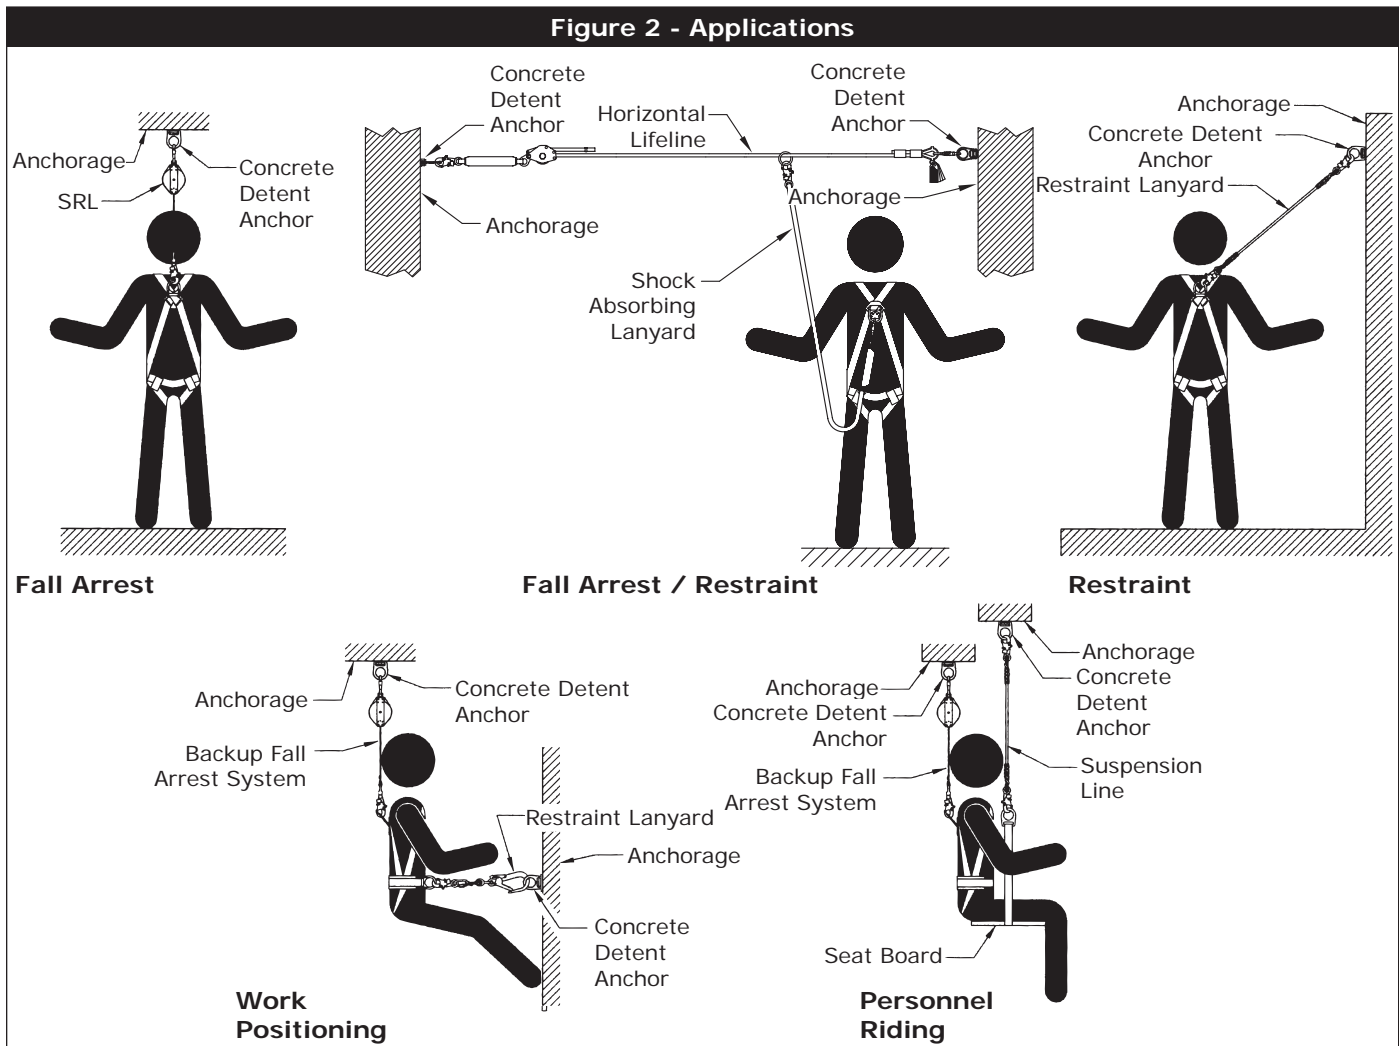 Figure 2 - Applications
Anchorage
SRL
Concrete
Detent
Anchor
Fall Arrest
Concrete
Detent
Anchor
Horizontal
Lifeline
Concrete
Detent
Anchor
Anchorage
Anchorage
Shock
Absorbing
Lanyard
Fall Arrest / Restraint
Anchorage
Concrete Detent
Anchor
Restraint Lanyard
Restraint
Anchorage
Concrete Detent
Anchor
Backup Fall
Arrest System
Restraint Lanyard
Anchorage
Concrete
Detent
Anchor
Work
Positioning
Anchorage
Concrete Detent
Anchor
Anchorage
Concrete
Detent
Anchor
Backup Fall
Arrest System
Suspension
Line
Seat Board
Personnel
Riding